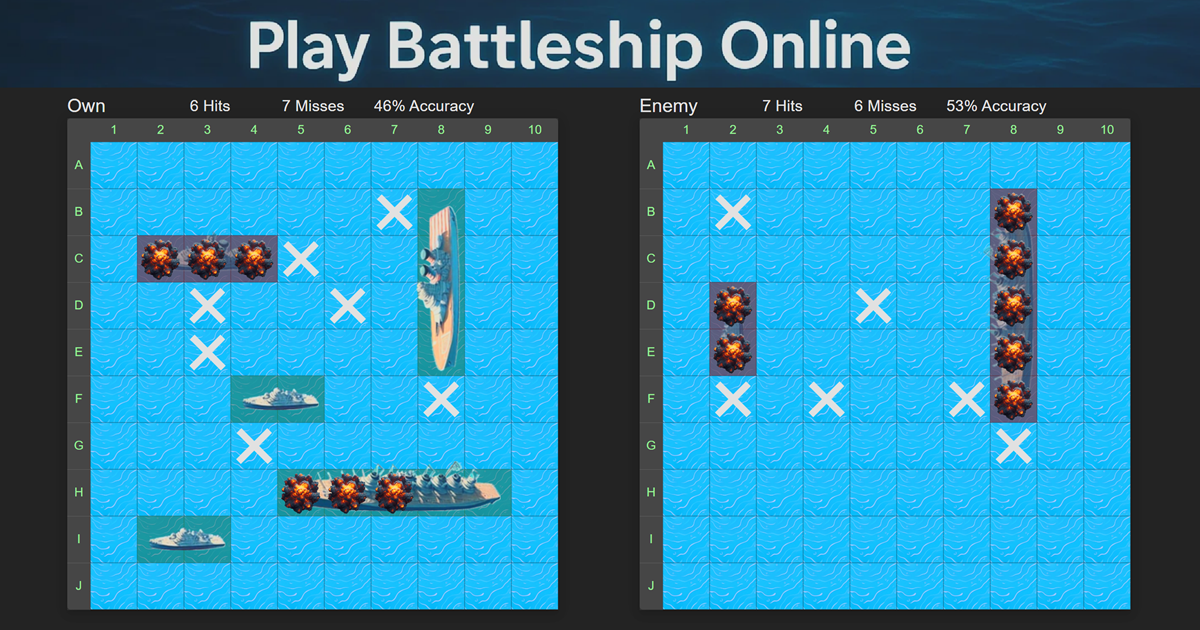 Play Battleship Online
Own 6 Hits 7 Misses 46% Accuracy
1 2 3 4 5 6 7 8 9 10
A
B
C
D
E
F
G
H
I
J
Enemy 7 Hits 6 Misses 53% Accuracy
1 2 3 4 5 6 7 8 9 10
A
B
C
D
E
F
G
H
I
J